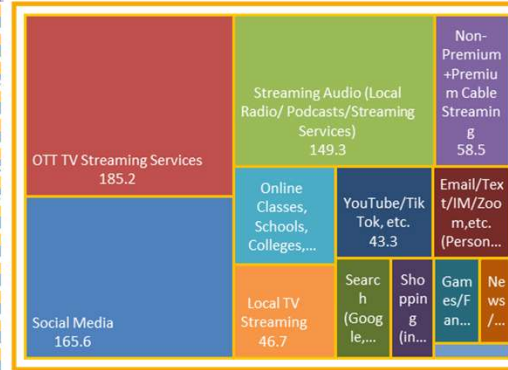 OTT TV Streaming Services
185.2
Social Media
165.6
Streaming Audio (Local
Radio/ Podcasts/Streaming
Services)
149.3
Non-
Premium
+Premiu
m Cable
Streamin
g
58.5
Online
Classes,
Schools,
Colleges,...
YouTube/Tik
Tok, etc.
43.3
Email/Tex
t/IM/Zoo
m,etc.
(Person...
Local TV
Streaming
46.7
Searc
h
(Goog
le,...
Sho
ppin
g
(in...
Gam
es/F
an...
Ne
ws
/...